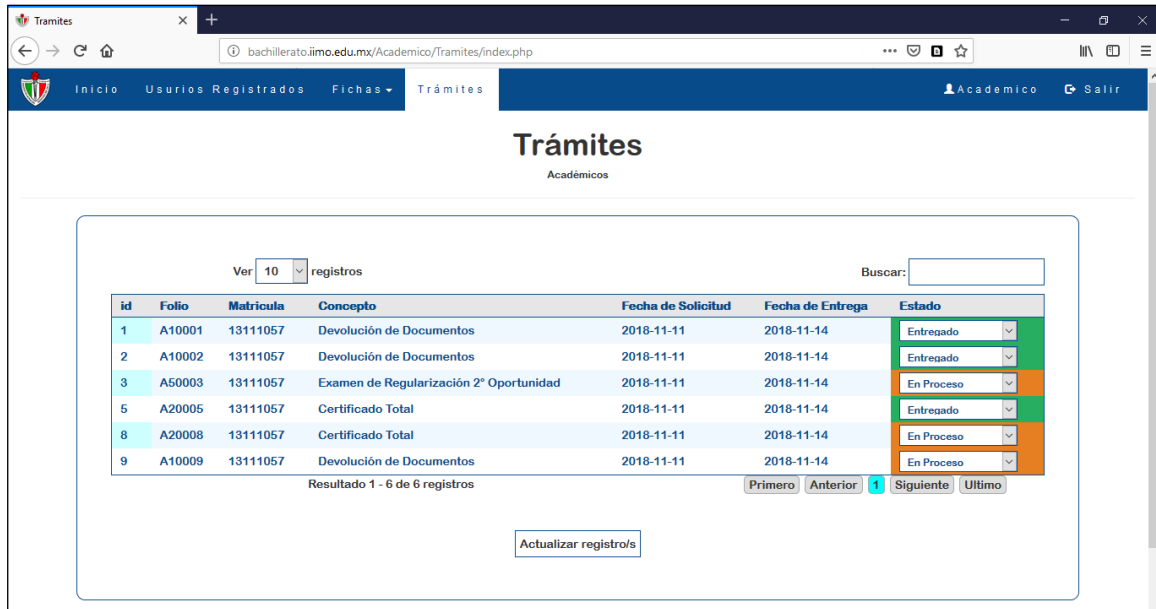 Tramites
bachillerato.iimo.edu.mx/Academico/Tramites/index.php
Inicio Usurios Registrados Fichas Trámites Academico Salir
Trámites
Académicos
Ver 10 registros Buscar:
id Folio Matricula Concepto Fecha de Solicitud Fecha de Entrega Estado
1 A10001 13111057 Devolución de Documentos 2018-11-11 2018-11-14 Entregado
2 A10002 13111057 Devolución de Documentos 2018-11-11 2018-11-14 Entregado
3 A50003 13111057 Examen de Regularización 2º Oportunidad 2018-11-11 2018-11-14 En Proceso
5 A20005 13111057 Certificado Total 2018-11-11 2018-11-14 Entregado
8 A20008 13111057 Certificado Total 2018-11-11 2018-11-14 En Proceso
9 A10009 13111057 Devolución de Documentos 2018-11-11 2018-11-14 En Proceso
Resultado 1 - 6 de 6 registros Primero Anterior 1 Siguiente Ultimo
Actualizar registro/s